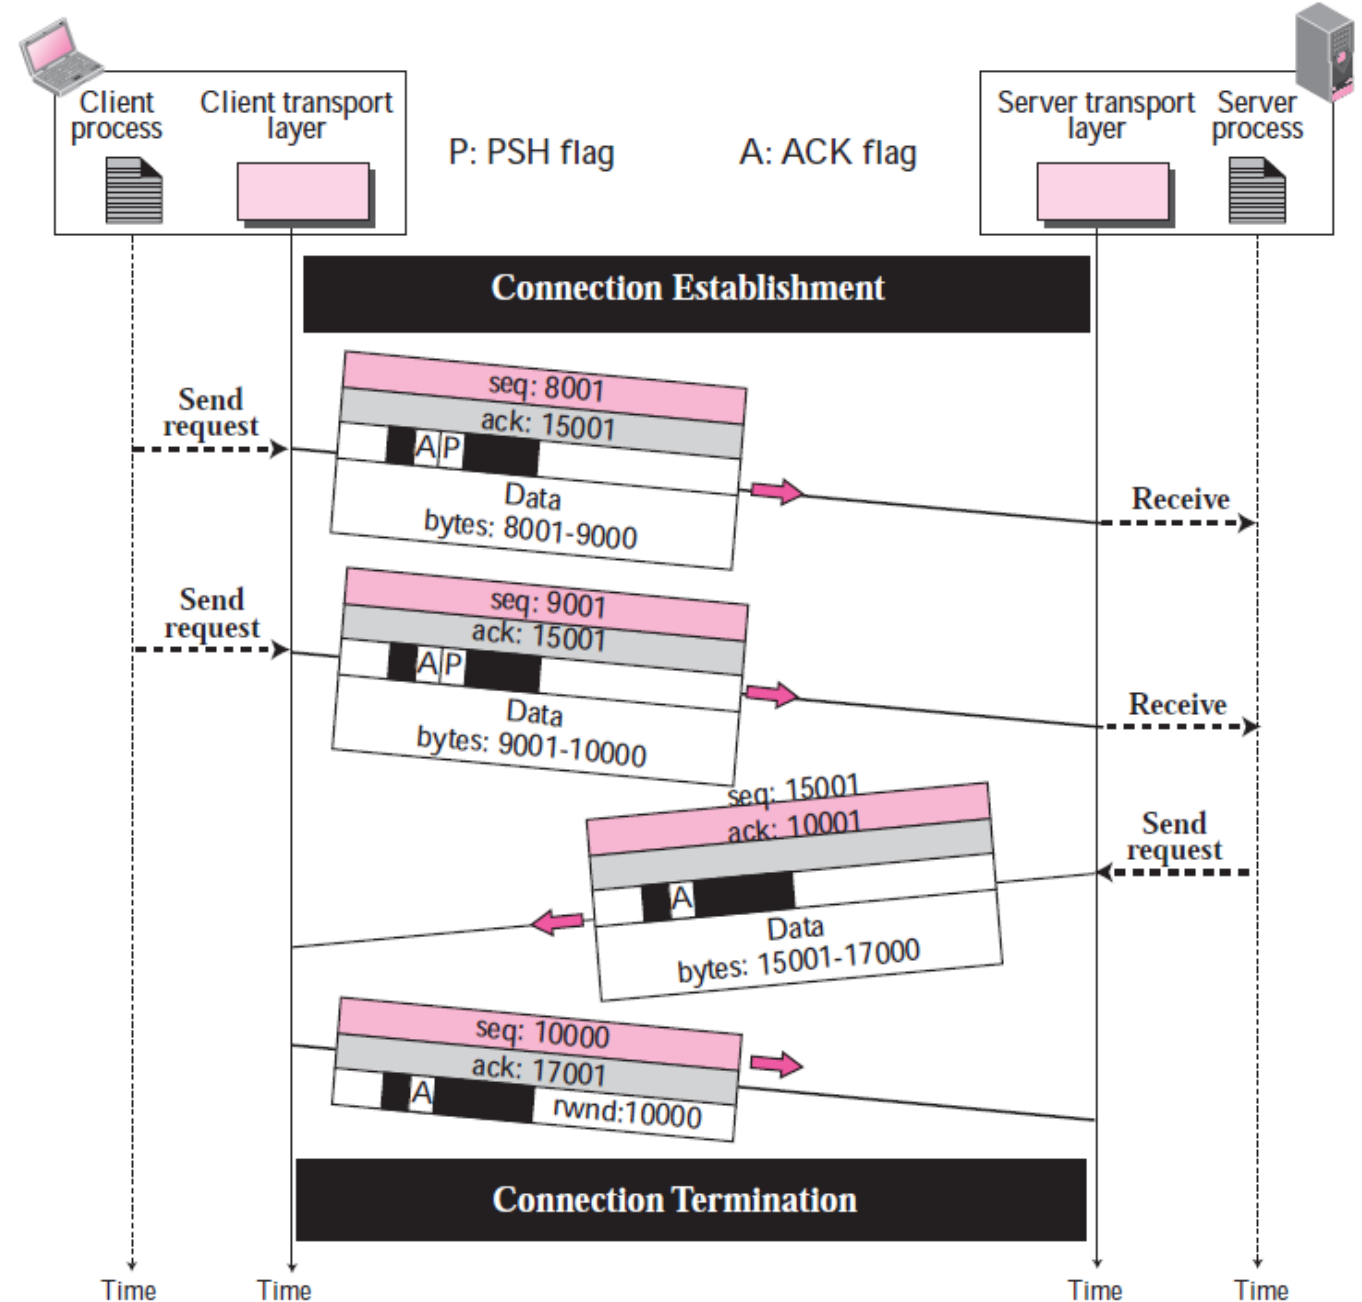 Client process
Client transport layer
P: PSH flag
A: ACK flag
Server transport layer
Server process
Connection Establishment
Send request
seq: 8001
ack: 15001
A P
Data
bytes: 8001-9000
Receive
Send request
seq: 9001
ack: 15001
A P
Data
bytes: 9001-10000
Receive
seq: 15001
ack: 10001
A
Data
bytes: 15001-17000
Send request
seq: 10000
ack: 17001
A
rwnd:10000
Connection Termination
Time
Time
Time
Time